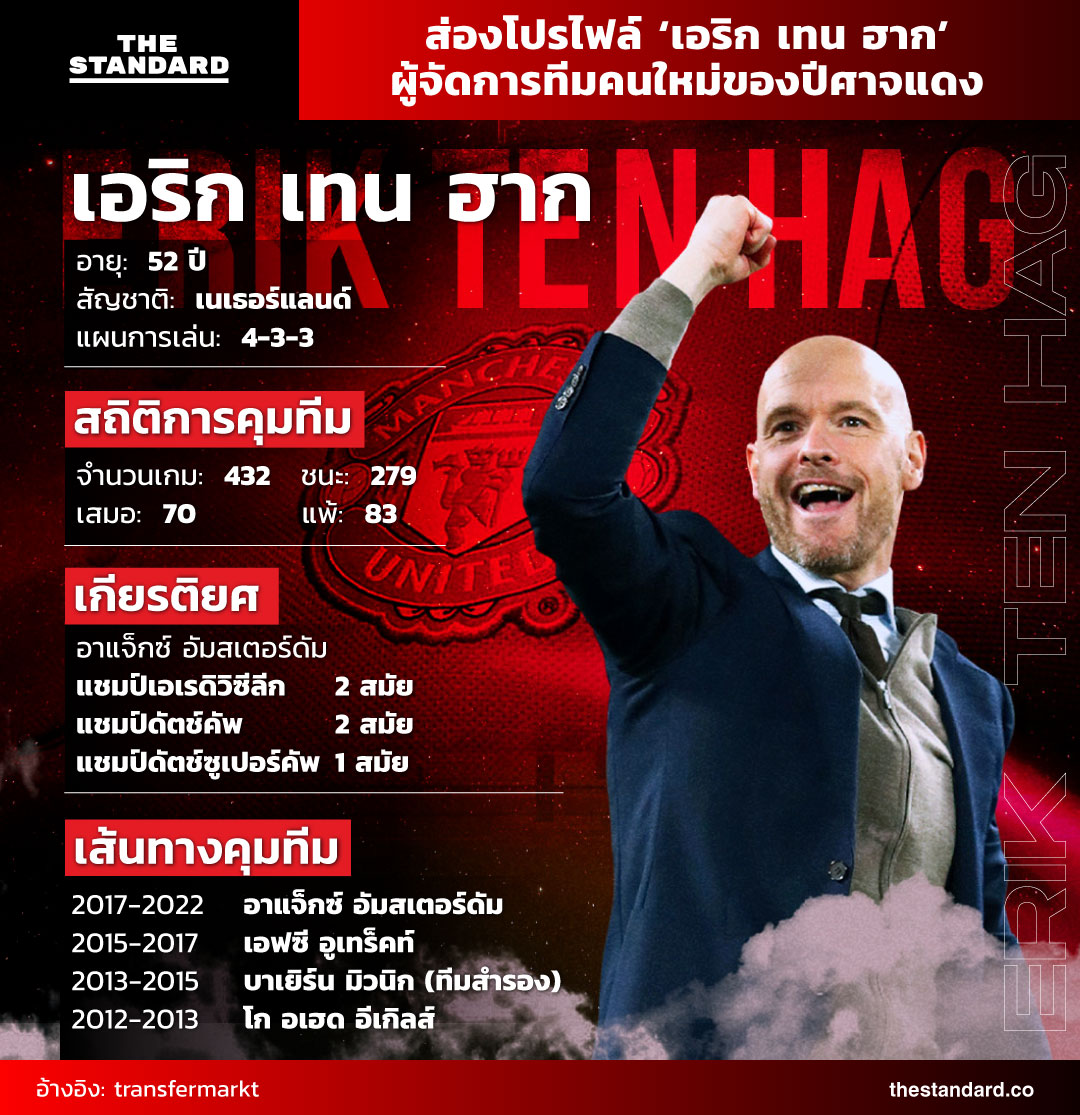 THE
STANDARD
ส่องโปรไฟล์ ‘เอริก เทน ฮาก’
ผู้จัดการทีมคนใหม่ของปีศาจแดง
ERIK TEN HAG
เอริก เทน ฮาก
อายุ: 52 ปี
สัญชาติ: เนเธอร์แลนด์
แผนการเล่น: 4-3-3
MANCHE
UNITED
®
สถิติการคุมทีม
จำนวนเกม: 432 ชนะ: 279
เสมอ: 70 แพ้: 83
เกียรติยศ
อาแจ็กซ์ อัมสเตอร์ดัม
แชมป์เอเรดิวิซีลีก 2 สมัย
แชมป์ดัตช์คัพ 2 สมัย
แชมป์ดัตช์ซูเปอร์คัพ 1 สมัย
เส้นทางคุมทีม
2017-2022 อาแจ็กซ์ อัมสเตอร์ดัม
2015-2017 เอฟซี อูเทร็คท์
2013-2015 บาเยิร์น มิวนิก (ทีมสำรอง)
2012-2013 โก อเฮด อีเกิลส์
ERIK TEN HAG
อ้างอิง: transfermarkt
thestandard.co